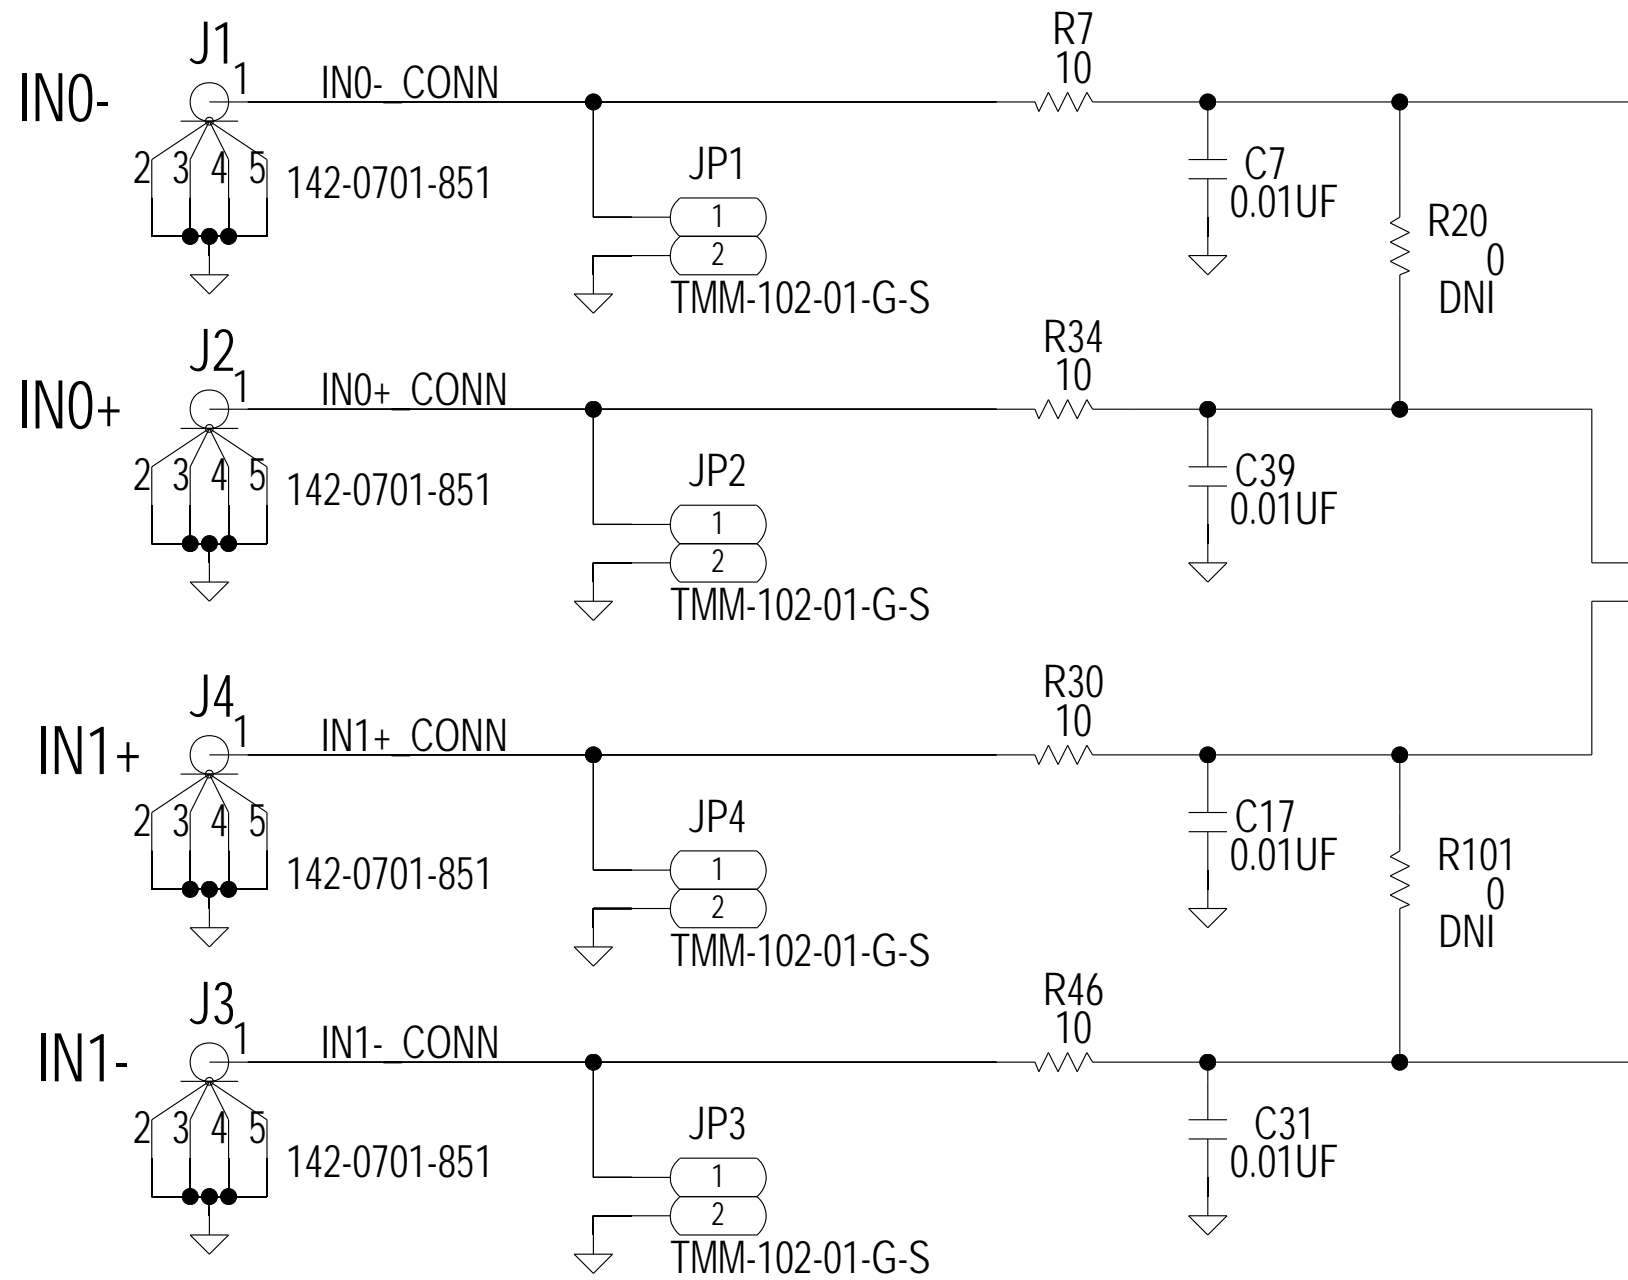 R7
10
J1
1
IN0-
IN0-_CONN
JP1
C7
0.01UF
2 3 4 5
142-0701-851
1
2
R20
0
DNI
TMM-102-01-G-S
R34
10
J2
1
IN0+
IN0+_CONN
JP2
C39
0.01UF
2 3 4 5
142-0701-851
1
2
TMM-102-01-G-S
R30
10
J4
1
IN1+
IN1+_CONN
JP4
C17
0.01UF
2 3 4 5
142-0701-851
1
2
R101
0
DNI
TMM-102-01-G-S
R46
10
J3
1
IN1-
IN1-_CONN
JP3
C31
0.01UF
2 3 4 5
142-0701-851
1
2
TMM-102-01-G-S